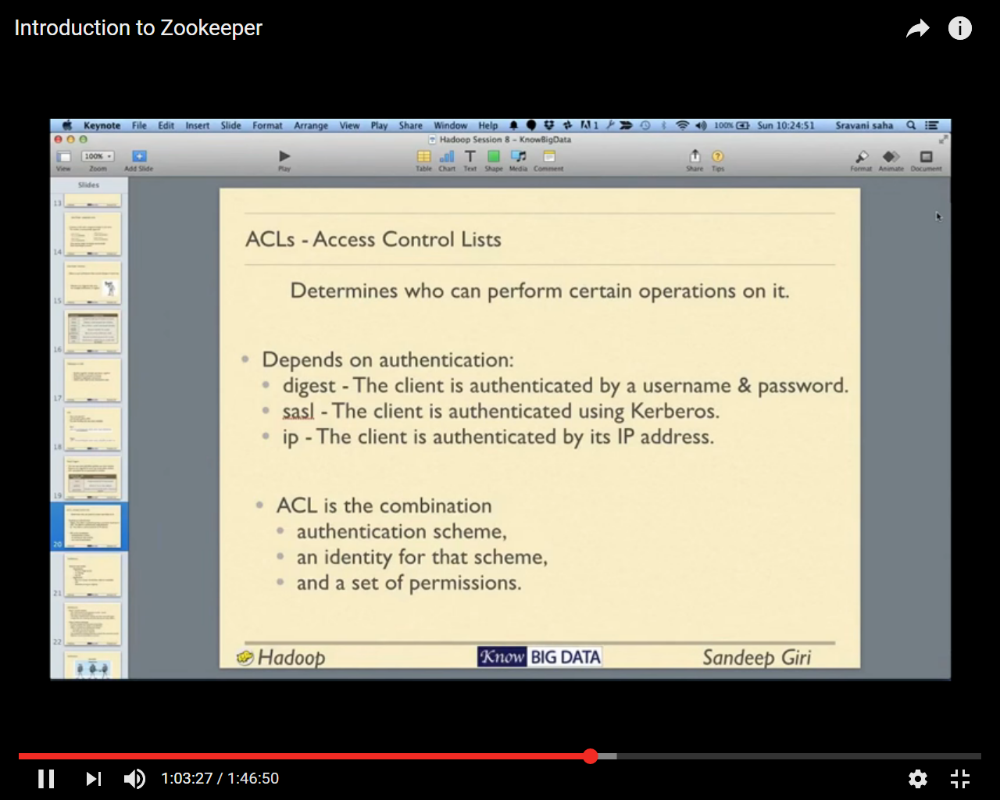 Introduction to Zookeeper
Keynote File Edit Insert Slide Format Arrange View Play Share Window Help 1 100% Sun 10:24:51 Sravani saha
Hadoop Session 8 – KnowBigData
100%
View Zoom Add Slide Play Table Chart Text Shape Media Comment Share Tips Format Animate Document
Slides
13
14
15
16
17
18
19
20
21
22
ACLs - Access Control Lists
Determines who can perform certain operations on it.
• Depends on authentication:
• digest - The client is authenticated by a username & password.
• sasl - The client is authenticated using Kerberos.
• ip - The client is authenticated by its IP address.
• ACL is the combination
• authentication scheme,
• an identity for that scheme,
• and a set of permissions.
Hadoop Know BIG DATA Sandeep Giri
1:03:27 / 1:46:50